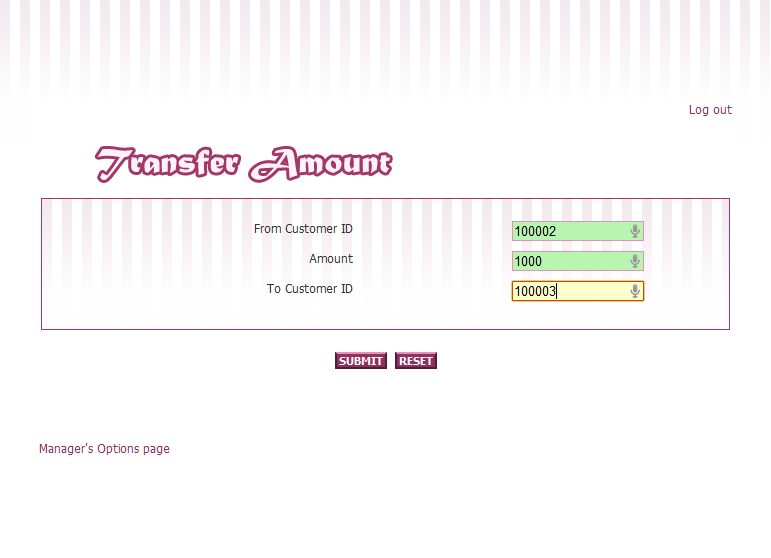 Log out
Transfer Amount
From Customer ID 100002
Amount 1000
To Customer ID 100003
SUBMIT RESET
Manager's Options page